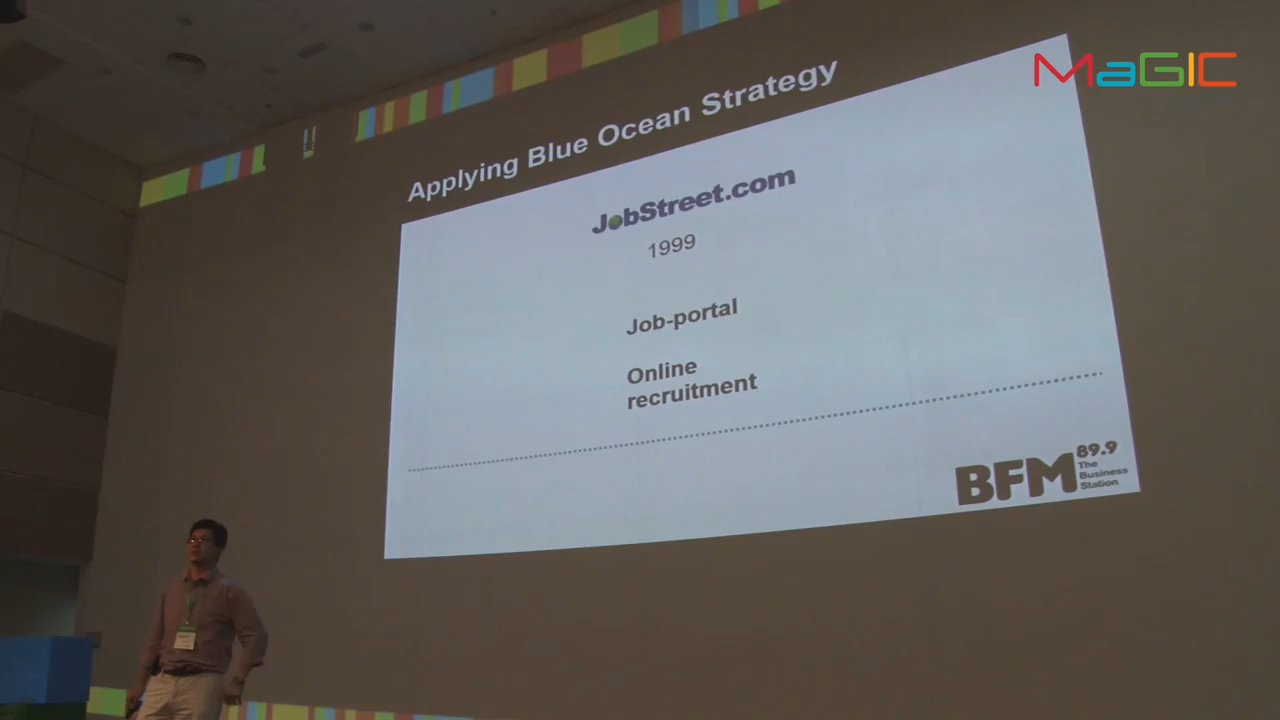 MaGIC
Applying Blue Ocean Strategy
JobStreet.com
1999
Job-portal
Online
recruitment
BFM 89.9
The
Business
Station